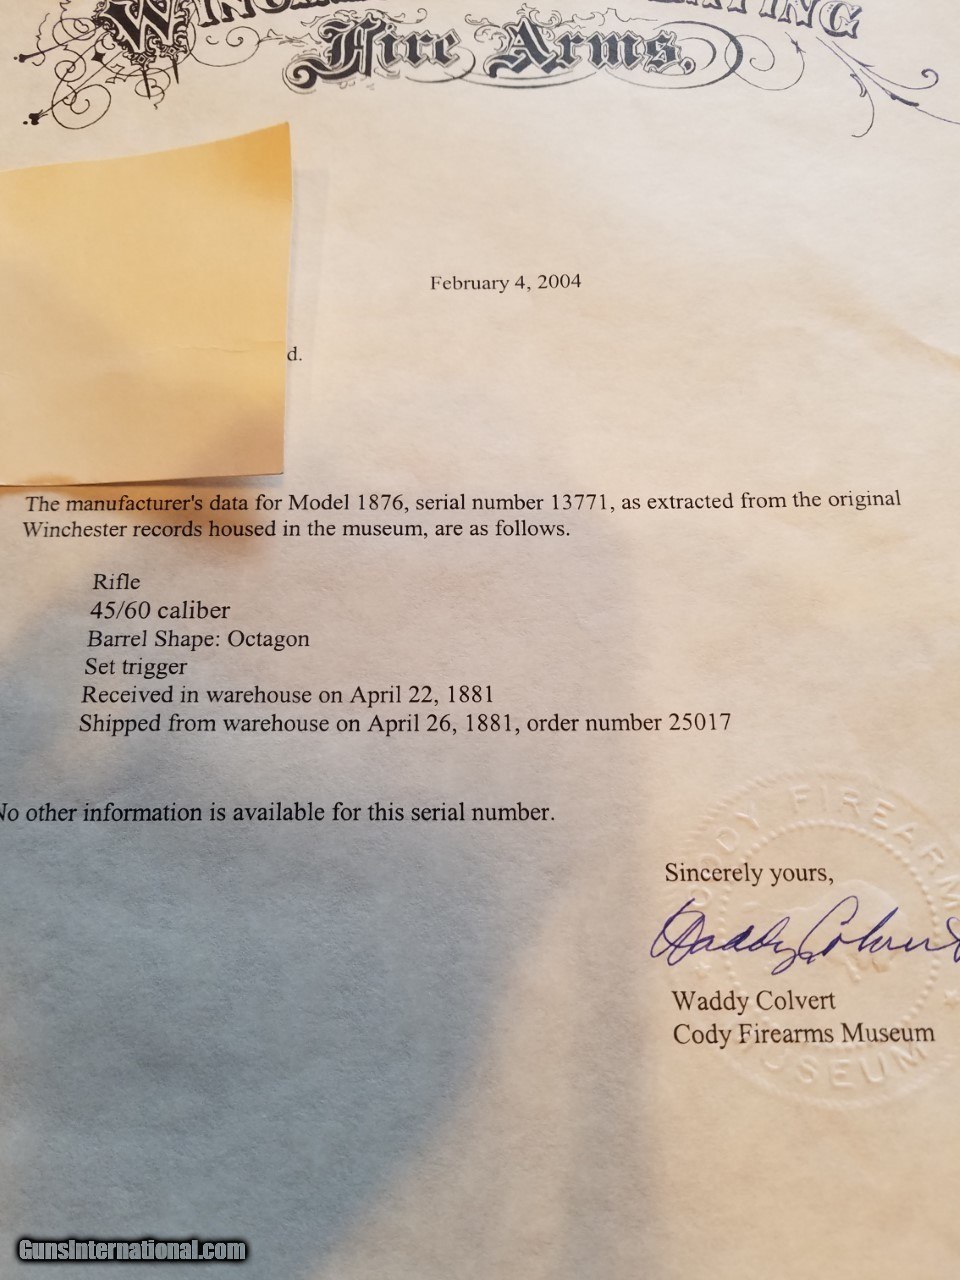 Fire Arms.
February 4, 2004
d.
The manufacturer's data for Model 1876, serial number 13771, as extracted from the original
Winchester records housed in the museum, are as follows.
Rifle
45/60 caliber
Barrel Shape: Octagon
Set trigger
Received in warehouse on April 22, 1881
Shipped from warehouse on April 26, 1881, order number 25017
No other information is available for this serial number.
Sincerely yours,
Waddy Colvert
Waddy Colvert
Cody Firearms Museum
CODY FIREARMS
MUSEUM
GunsInternational.com